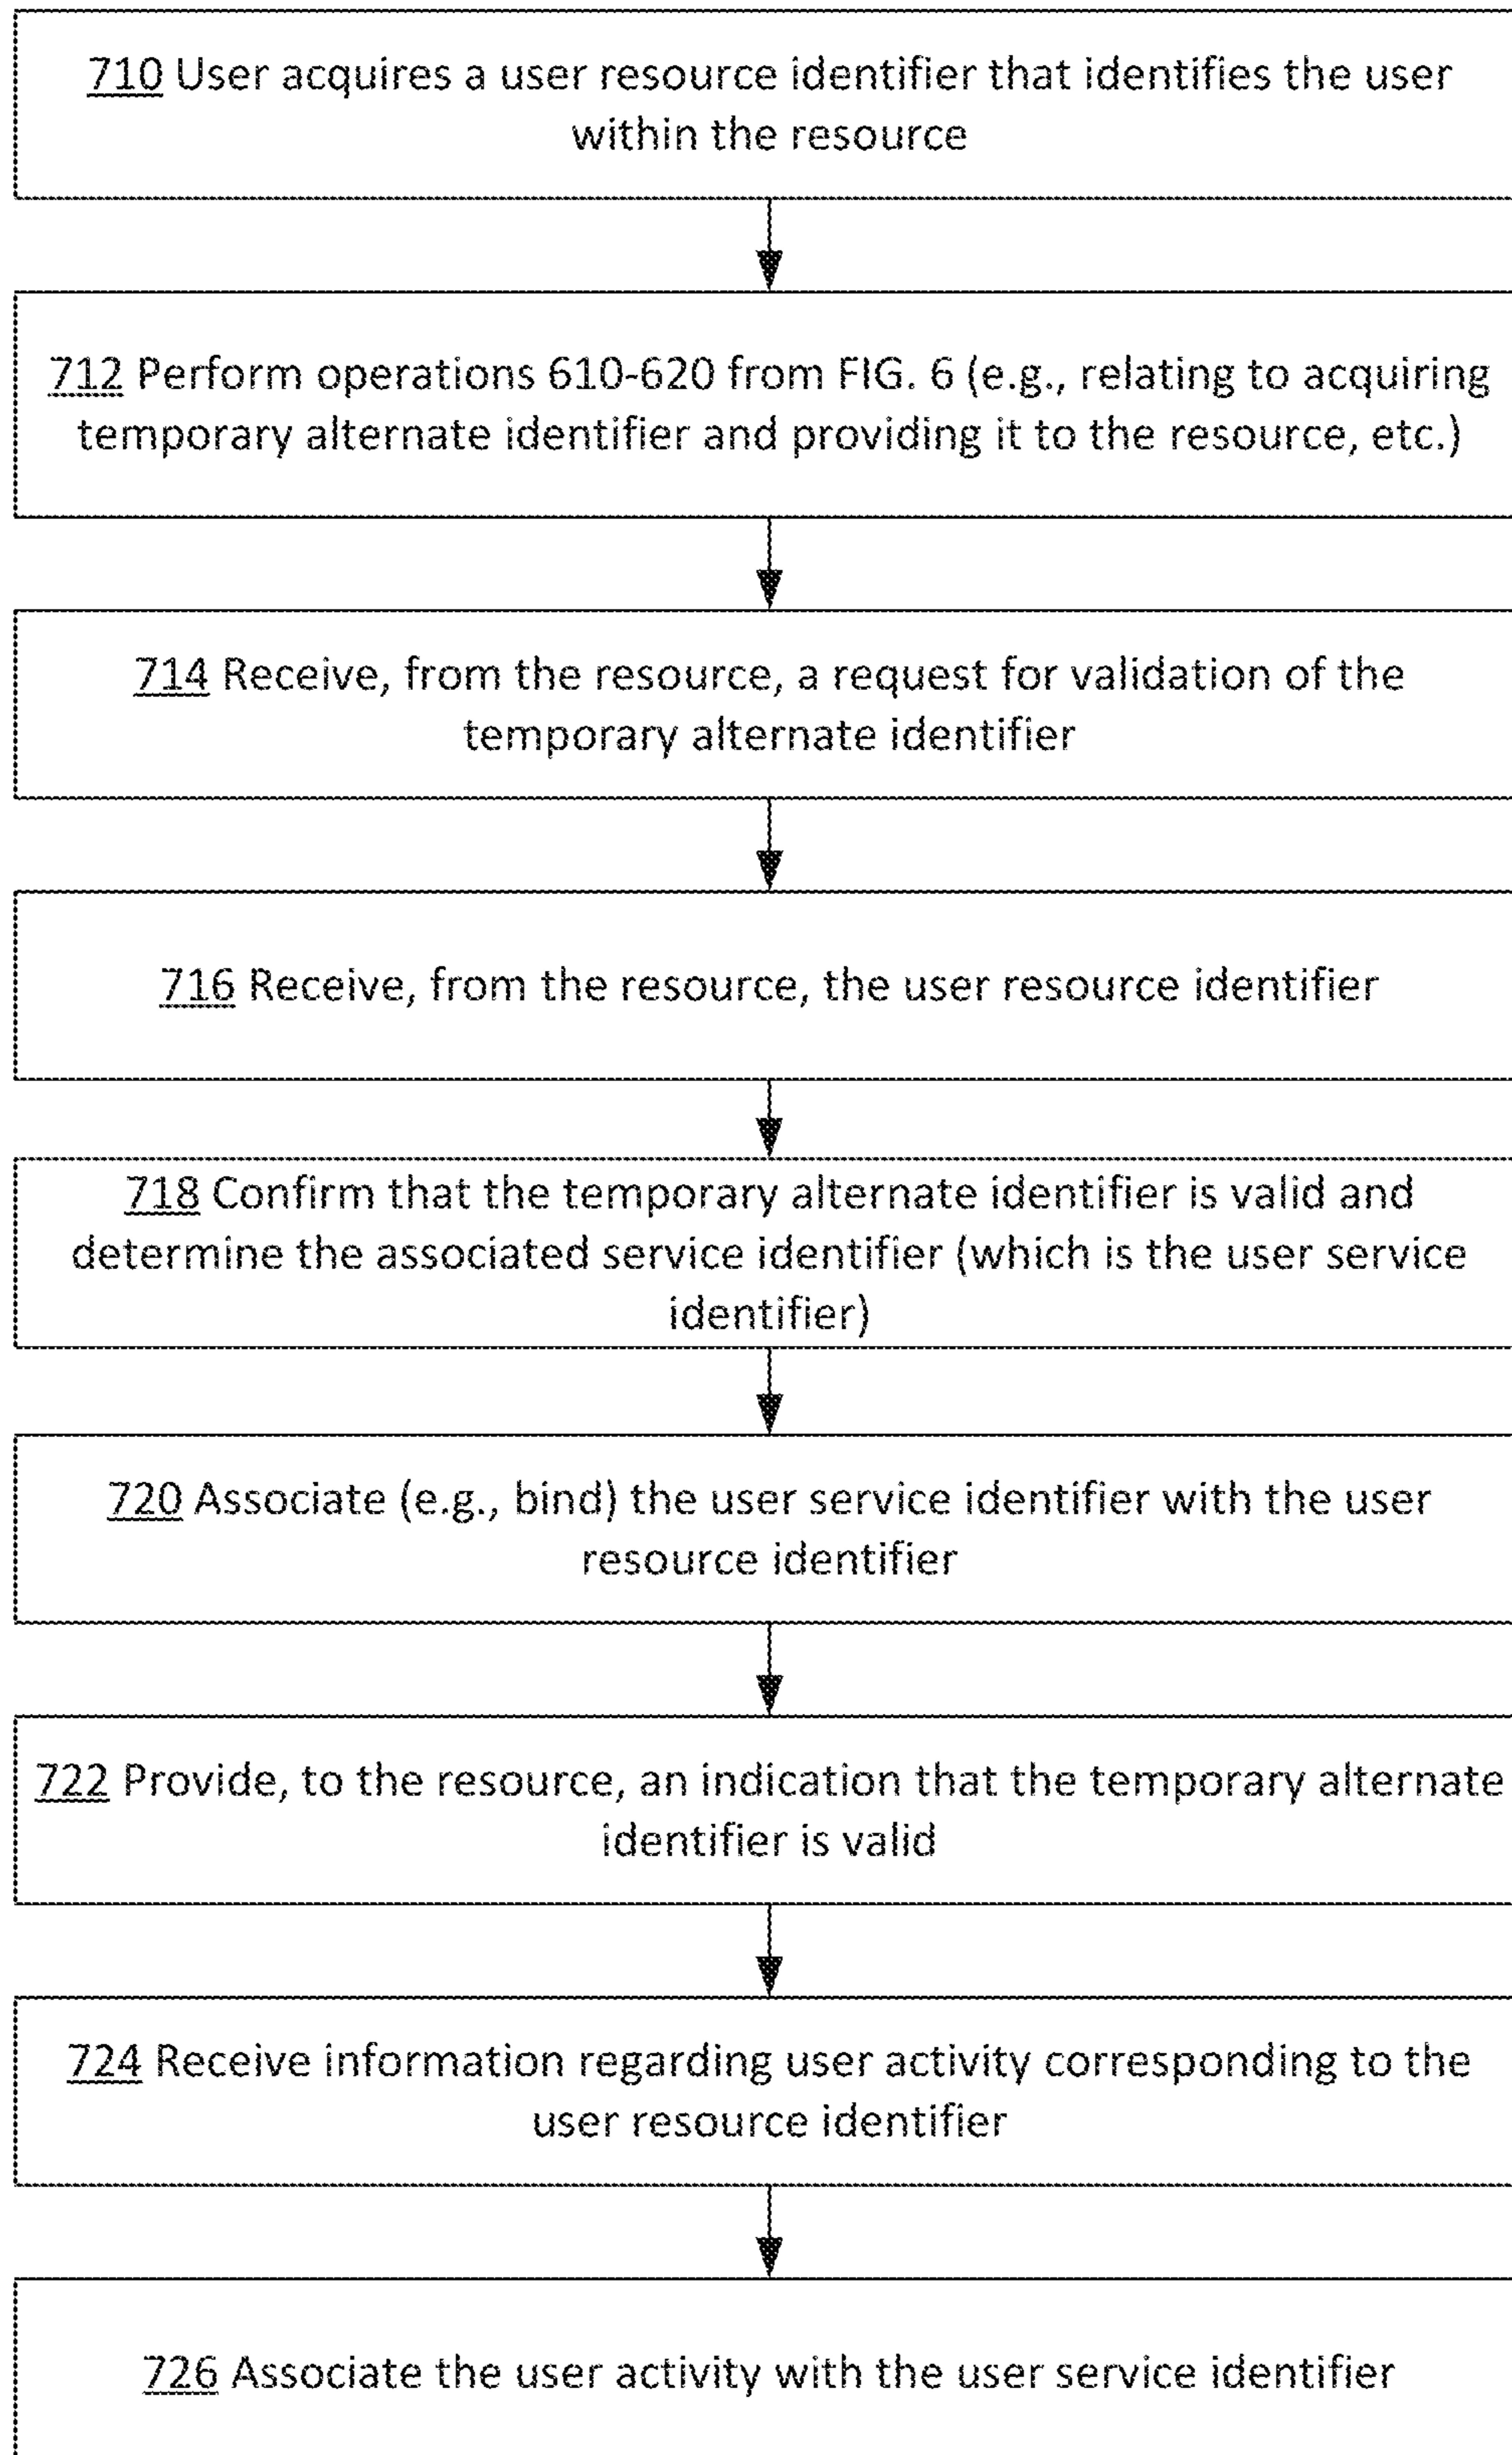 710 User acquires a user resource identifier that identifies the user
within the resource
712 Perform operations 610-620 from FIG. 6 (e.g., relating to acquiring
temporary alternate identifier and providing it to the resource, etc.)
714 Receive, from the resource, a request for validation of the
temporary alternate identifier
716 Receive, from the resource, the user resource identifier
718 Confirm that the temporary alternate identifier is valid and
determine the associated service identifier (which is the user service
identifier)
720 Associate (e.g., bind) the user service identifier with the user
resource identifier
722 Provide, to the resource, an indication that the temporary alternate
identifier is valid
724 Receive information regarding user activity corresponding to the
user resource identifier
726 Associate the user activity with the user service identifier